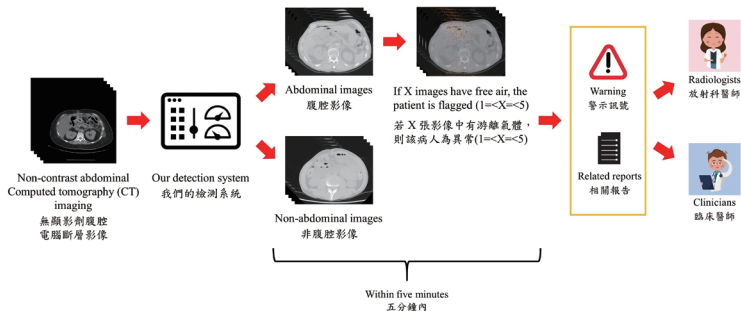 Non-contrast abdominal
Computed tomography (CT)
imaging
無顯影劑腹腔
電腦斷層影像
Our detection system
我們的檢測系統
Abdominal images
腹腔影像
Non-abdominal images
非腹腔影像
If X images have free air, the
patient is flagged (1=<X=<5)
若 X 張影像中有游離氣體，
則該病人為異常(1=<X=<5)
Within five minutes
五分鐘內
Warning
警示訊號
Related reports
相關報告
Radiologists
放射科醫師
Clinicians
臨床醫師